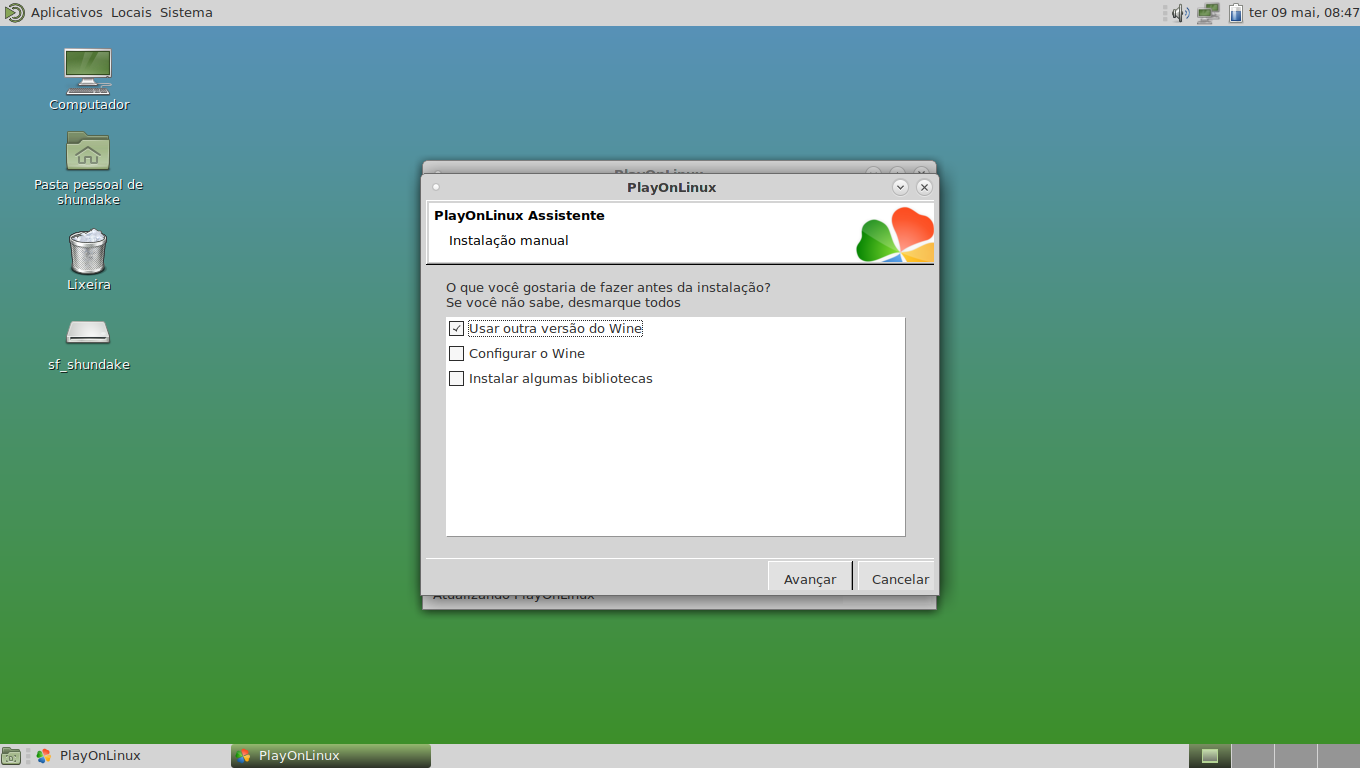 Aplicativos Locais Sistema
ter 09 mai, 08:47
Computador
Pasta pessoal de
shundake
Lixeira
sf_shundake
PlayOnLinux
PlayOnLinux
PlayOnLinux Assistente
Instalação manual
O que você gostaria de fazer antes da instalação?
Se você não sabe, desmarque todos
Usar outra versão do Wine
Configurar o Wine
Instalar algumas bibliotecas
Avançar
Cancelar
Atualizando PlayOnLinux
PlayOnLinux
PlayOnLinux